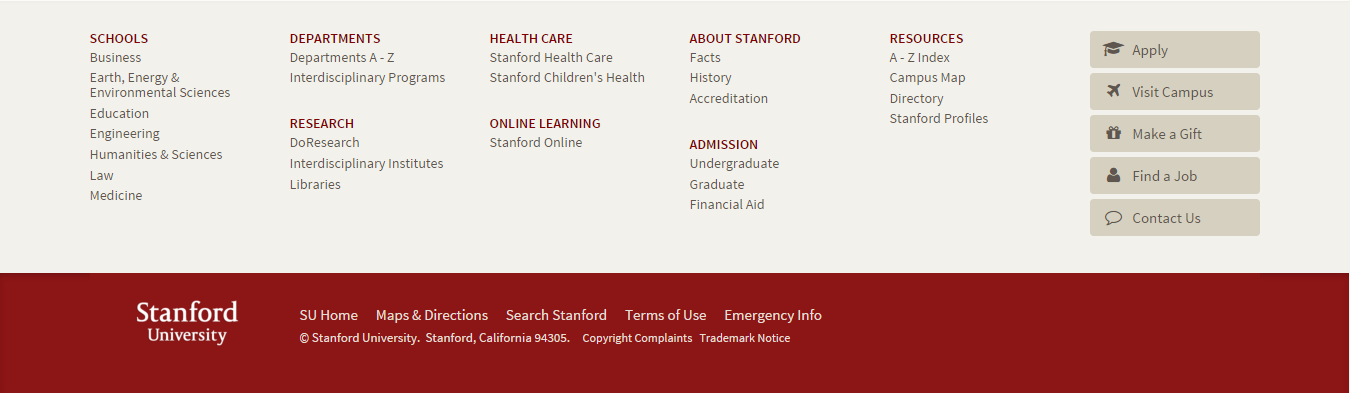 SCHOOLS
Business
Earth, Energy &
Environmental Sciences
Education
Engineering
Humanities & Sciences
Law
Medicine
DEPARTMENTS
Departments A - Z
Interdisciplinary Programs
RESEARCH
DoResearch
Interdisciplinary Institutes
Libraries
HEALTH CARE
Stanford Health Care
Stanford Children's Health
ONLINE LEARNING
Stanford Online
ABOUT STANFORD
Facts
History
Accreditation
ADMISSION
Undergraduate
Graduate
Financial Aid
RESOURCES
A - Z Index
Campus Map
Directory
Stanford Profiles
Apply
Visit Campus
Make a Gift
Find a Job
Contact Us
Stanford
University
SU Home Maps & Directions Search Stanford Terms of Use Emergency Info
© Stanford University. Stanford, California 94305. Copyright Complaints Trademark Notice